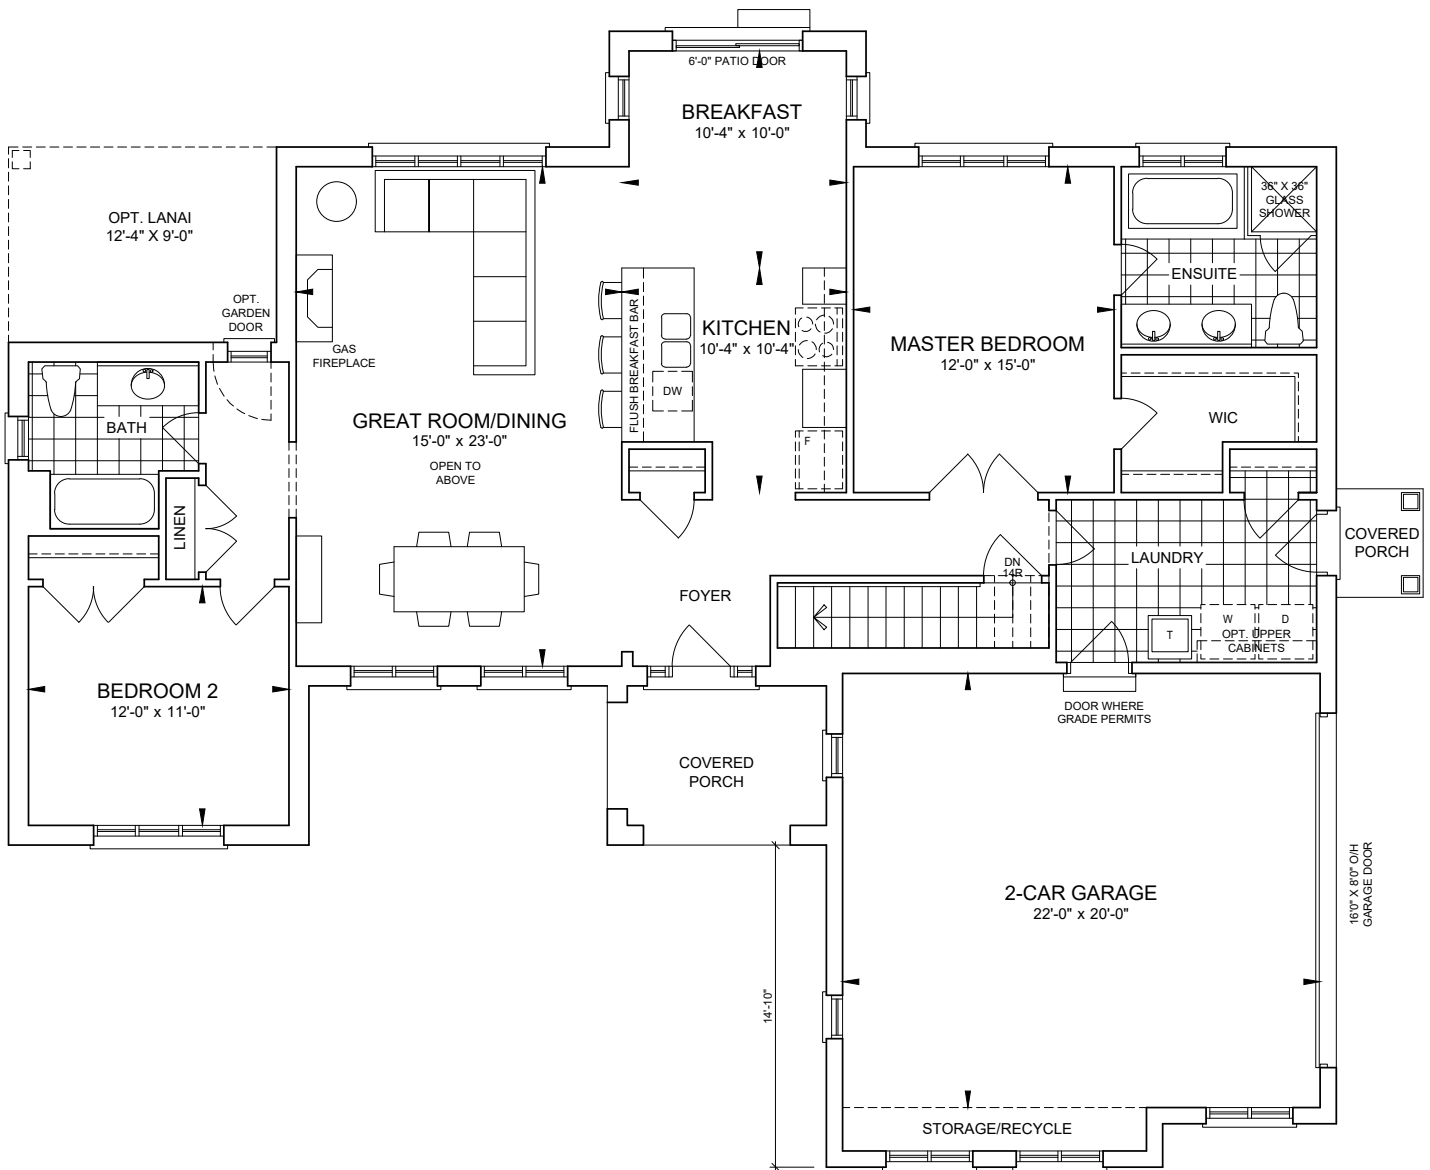 6'-0" PATIO DOOR
BREAKFAST
10'-4" x 10'-0"
OPT. LANAI
12'-4" X 9'-0"
36" X 36"
GLASS
SHOWER
ENSUITE
OPT.
GARDEN
DOOR
GAS
FIREPLACE
FLUSH BREAKFAST BAR
KITCHEN
10'-4" x 10'-4"
DW
F
MASTER BEDROOM
12'-0" x 15'-0"
WIC
BATH
GREAT ROOM/DINING
15'-0" x 23'-0"
OPEN TO
ABOVE
LINEN
COVERED
PORCH
LAUNDRY
DN
14R
FOYER
W
D
T
OPT. UPPER
CABINETS
BEDROOM 2
12'-0" x 11'-0"
DOOR WHERE
GRADE PERMITS
COVERED
PORCH
2-CAR GARAGE
22'-0" x 20'-0"
16'0" X 8'0" O/H
GARAGE DOOR
14'-10"
STORAGE/RECYCLE